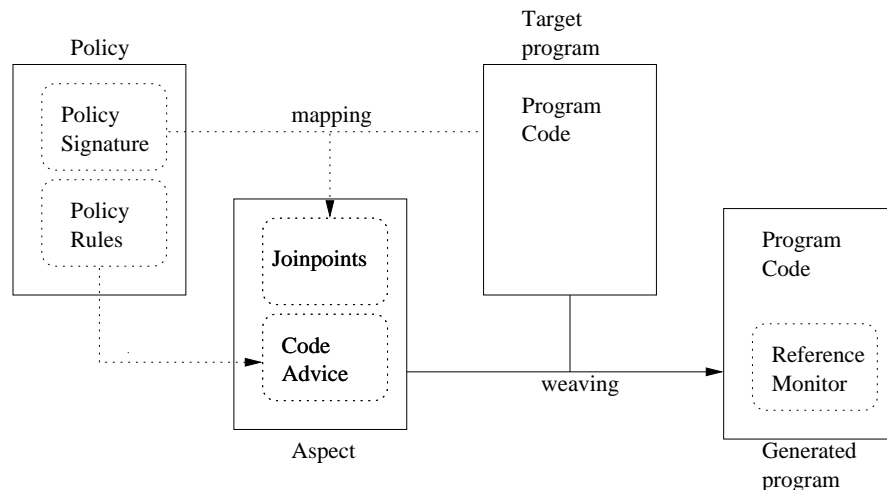 Policy
Target
program
Policy
Signature
Policy
Rules
mapping
Program
Code
Joinpoints
Code
Advice
Aspect
weaving
Program
Code
Reference
Monitor
Generated
program